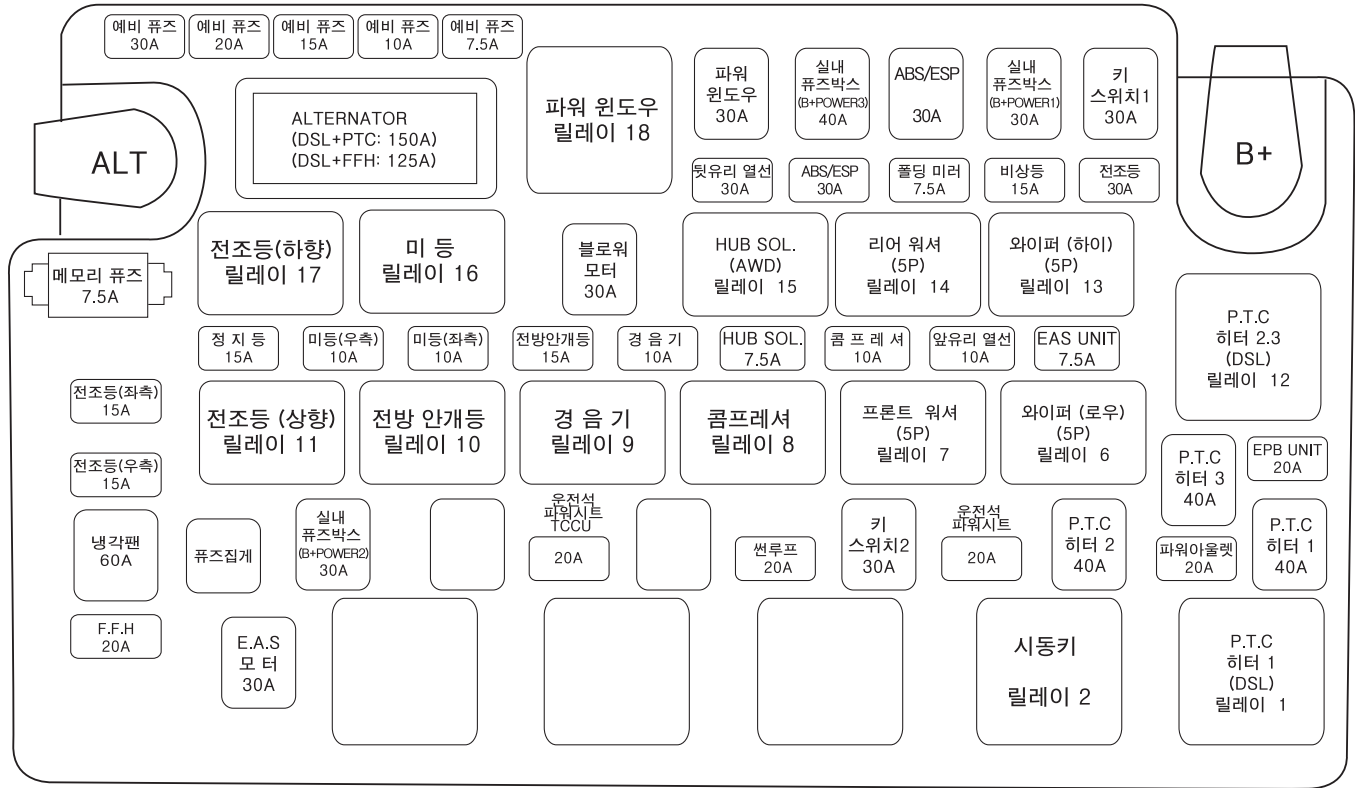 예비 퓨즈
30A
예비 퓨즈
20A
예비 퓨즈
15A
예비 퓨즈
10A
예비 퓨즈
7.5A
ALT
ALTERNATOR
(DSL+PTC: 150A)
(DSL+FFH: 125A)
파워 윈도우
릴레이 18
파워
윈도우
30A
실내
퓨즈박스
(B+POWER3)
40A
ABS/ESP
30A
실내
퓨즈박스
(B+POWER1)
30A
키
스위치1
30A
B+
뒷유리 열선
30A
ABS/ESP
30A
폴딩 미러
7.5A
비상등
15A
전조등
30A
메모리 퓨즈
7.5A
전조등(하향)
릴레이 17
미 등
릴레이 16
블로워
모터
30A
HUB SOL.
(AWD)
릴레이 15
리어 워셔
(5P)
릴레이 14
와이퍼 (하이)
(5P)
릴레이 13
P.T.C
히터 2.3
(DSL)
릴레이 12
정 지 등
15A
미등(우측)
10A
미등(좌측)
10A
전방안개등
15A
경 음 기
10A
HUB SOL.
7.5A
콤 프 레 셔
10A
앞유리 열선
10A
EAS UNIT
7.5A
전조등(좌측)
15A
전조등 (상향)
릴레이 11
전방 안개등
릴레이 10
경 음 기
릴레이 9
콤프레셔
릴레이 8
프론트 워셔
(5P)
릴레이 7
와이퍼 (로우)
(5P)
릴레이 6
P.T.C
히터 3
40A
EPB UNIT
20A
전조등(우측)
15A
냉각팬
60A
퓨즈집게
실내
퓨즈박스
(B+POWER2)
30A
운전석
파워시트
TCCU
20A
썬루프
20A
키
스위치2
30A
운전석
파워시트
20A
P.T.C
히터 2
40A
파워아울렛
20A
P.T.C
히터 1
40A
F.F.H
20A
E.A.S
모 터
30A
시동키
릴레이 2
P.T.C
히터 1
(DSL)
릴레이 1